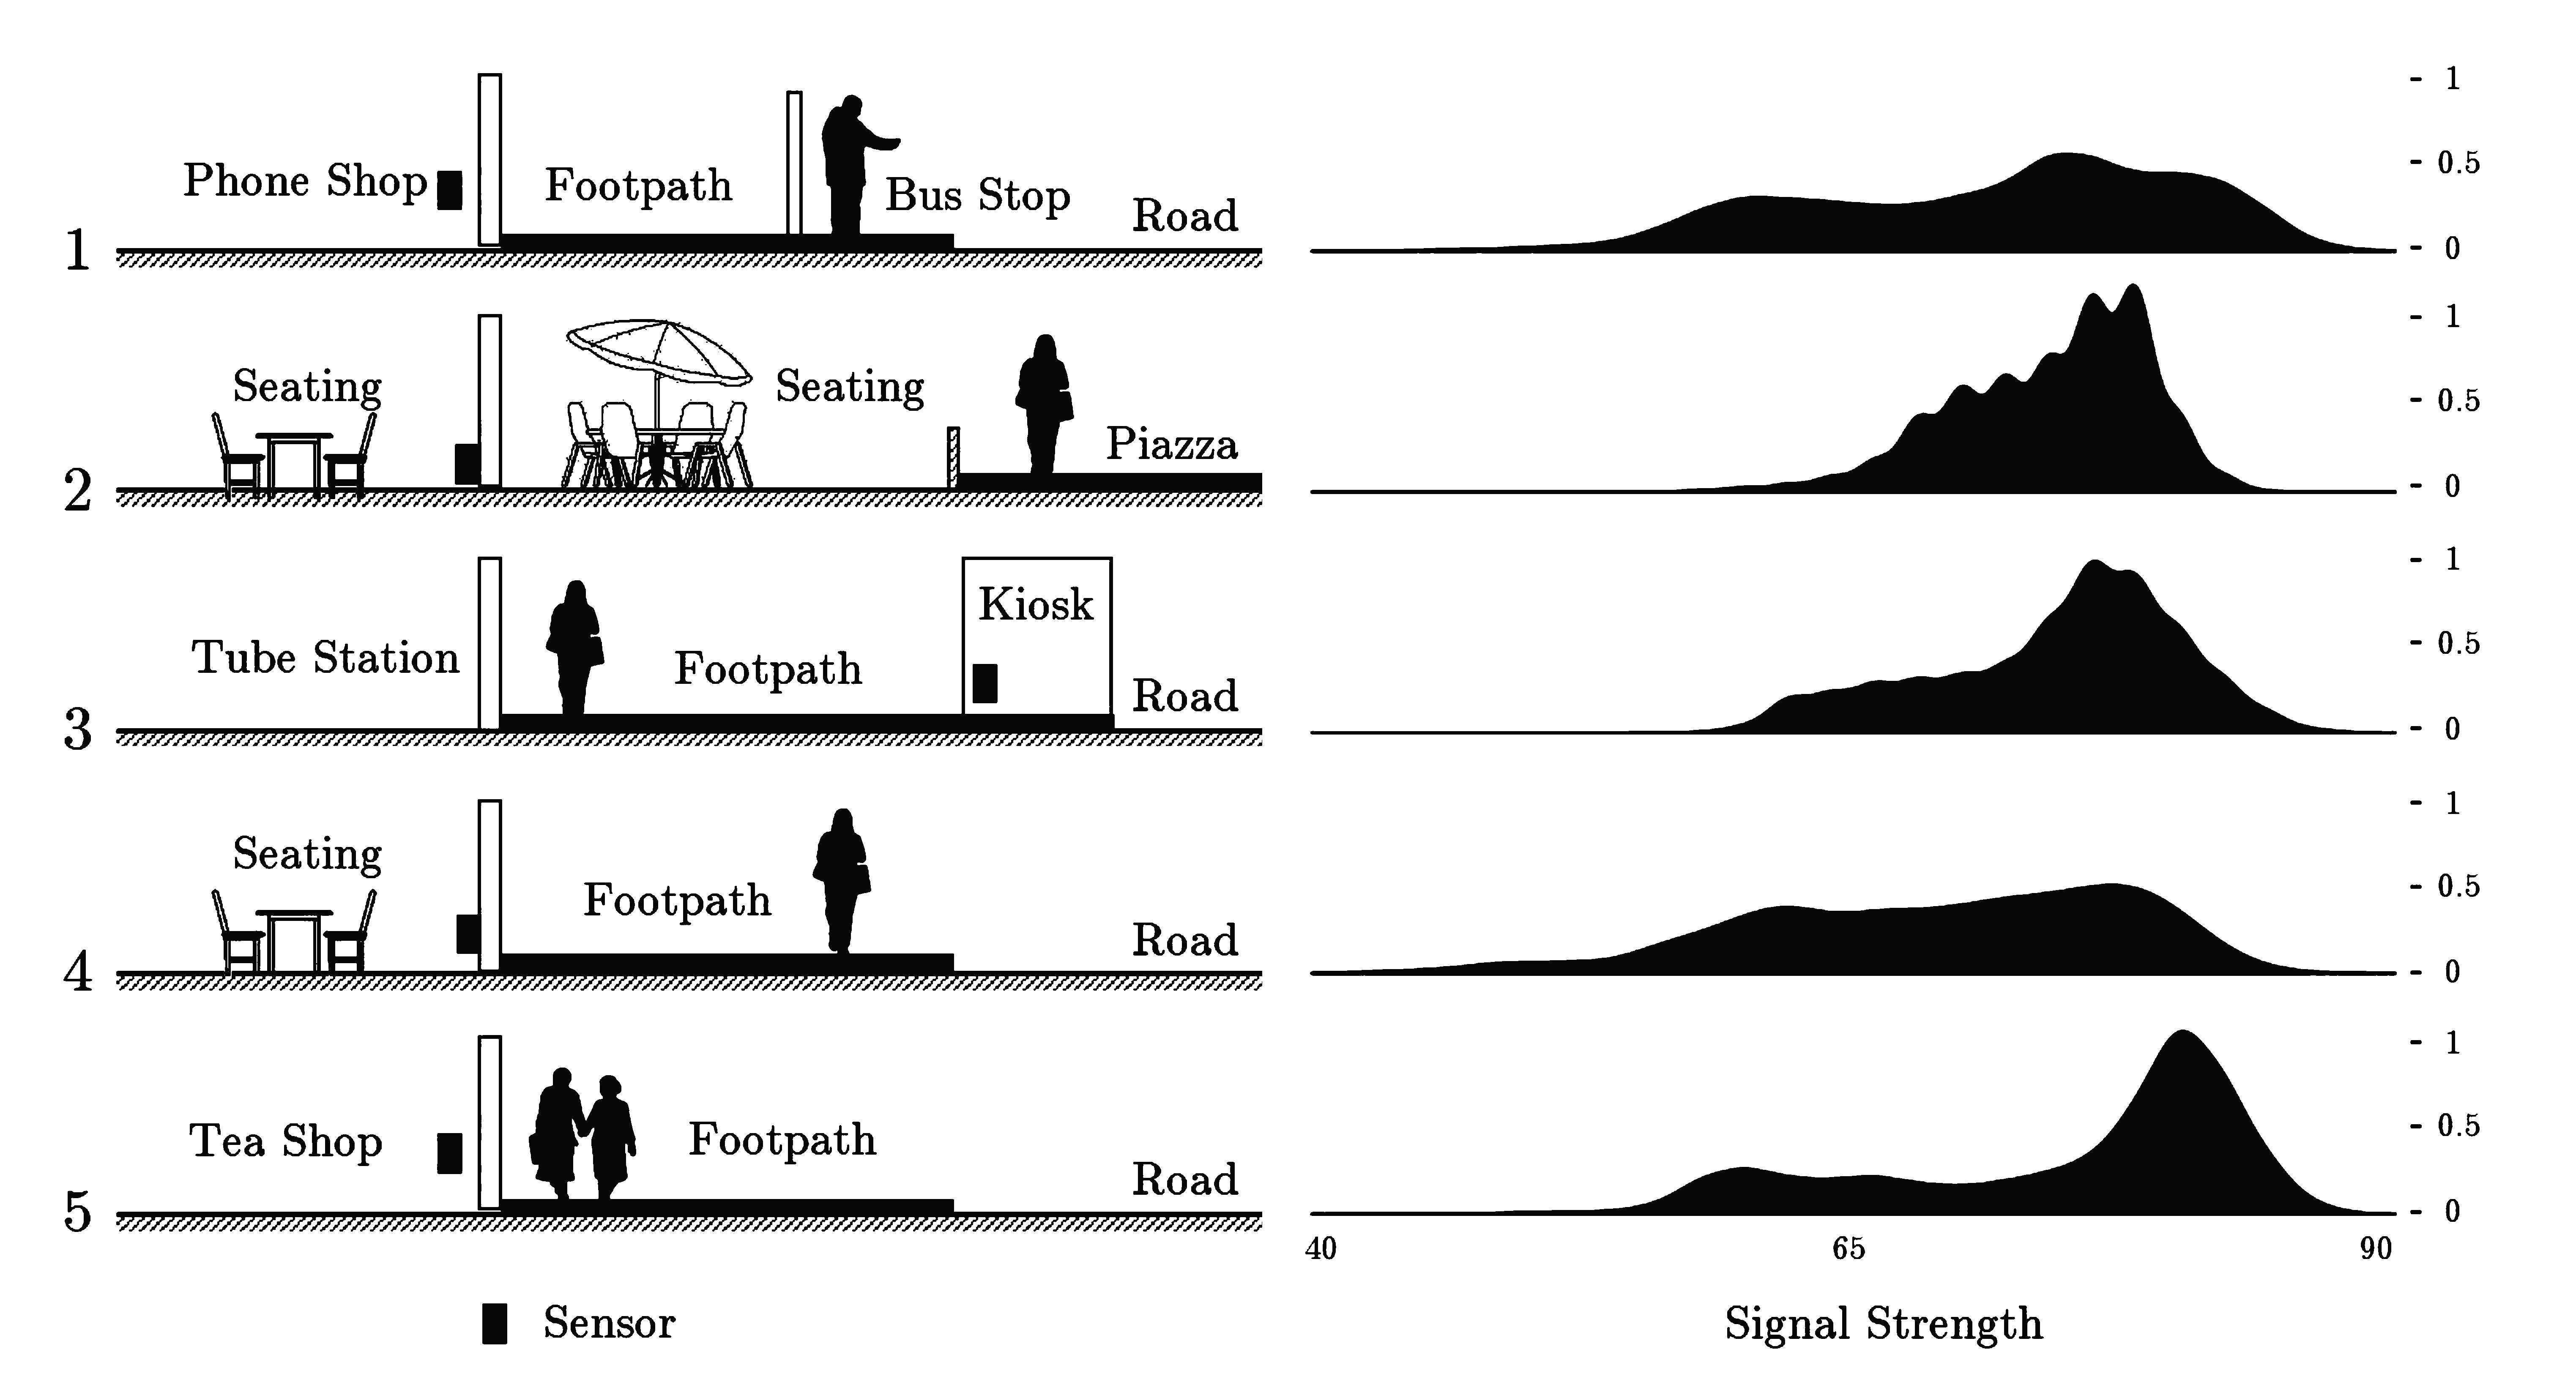 1
Phone Shop
Footpath
Bus Stop
Road
1
0.5
0
2
Seating
Seating
Piazza
1
0.5
0
3
Tube Station
Footpath
Kiosk
Road
1
0.5
0
4
Seating
Footpath
Road
1
0.5
0
5
Tea Shop
Footpath
Road
1
0.5
0
40 65 90
Sensor
Signal Strength